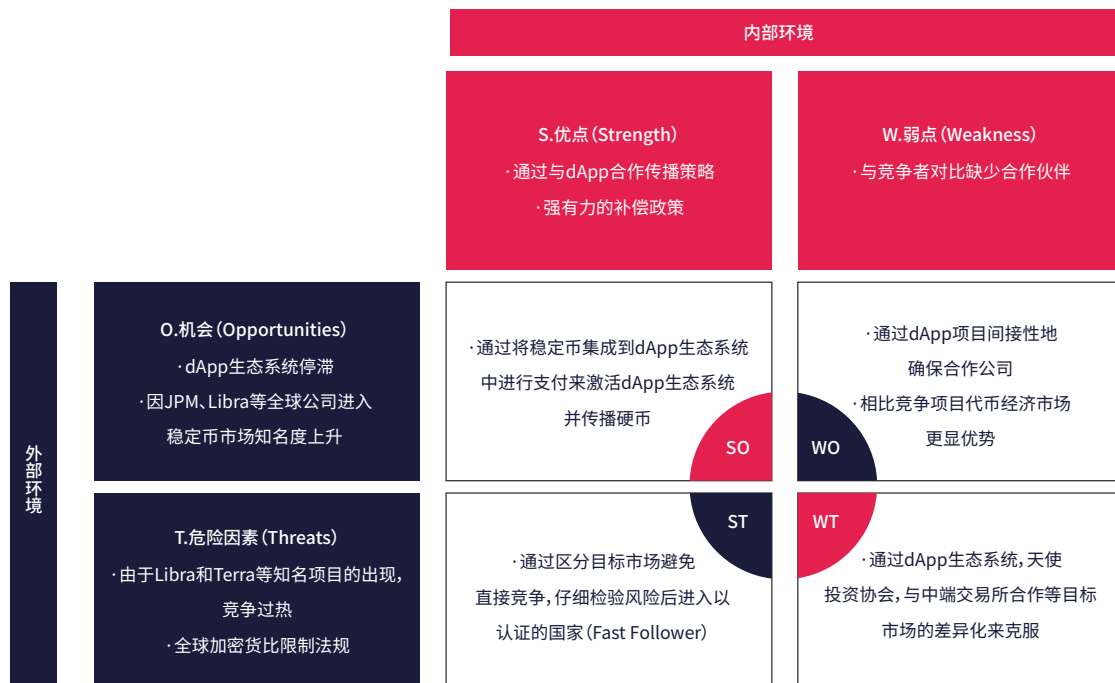 内部环境
S.优点(Strength)
·通过与dApp合作传播策略
·强有力的补偿政策
W.弱点(Weakness)
·与竞争者对比缺少合作伙伴
外部环境
O.机会(Opportunities)
·dApp生态系统停滞
·因JPM、Libra等全球公司进入
稳定币市场知名度上升
·通过将稳定币集成到dApp生态系统
中进行支付来激活dApp生态系统
并传播硬币
SO
·通过dApp项目间接性地
确保合作公司
·相比竞争项目代币经济市场
更显优势
WO
T.危险因素(Threats)
·由于Libra和Terra等知名项目的出现,
竞争过热
·全球加密货比限制法规
ST
·通过区分目标市场避免
直接竞争,仔细检验风险后进入以
认证的国家(Fast Follower)
WT
·通过dApp生态系统,天使
投资协会,与中端交易所合作等目标
市场的差异化来克服